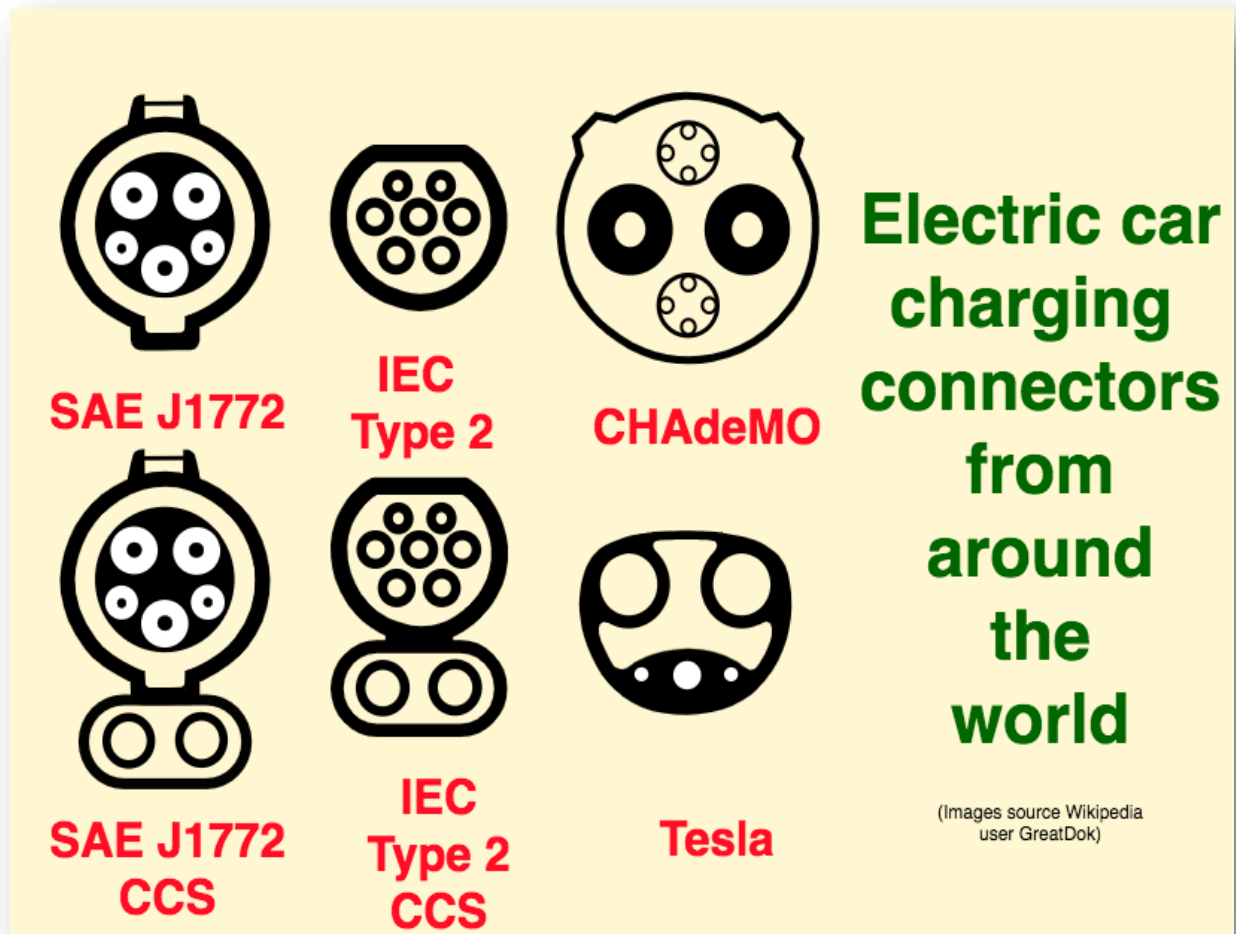 SAE J1772
IEC
Type 2
CHAdeMO
SAE J1772
CCS
IEC
Type 2
CCS
Tesla
Electric car
charging
connectors
from
around
the
world
(Images source Wikipedia
user GreatDok)